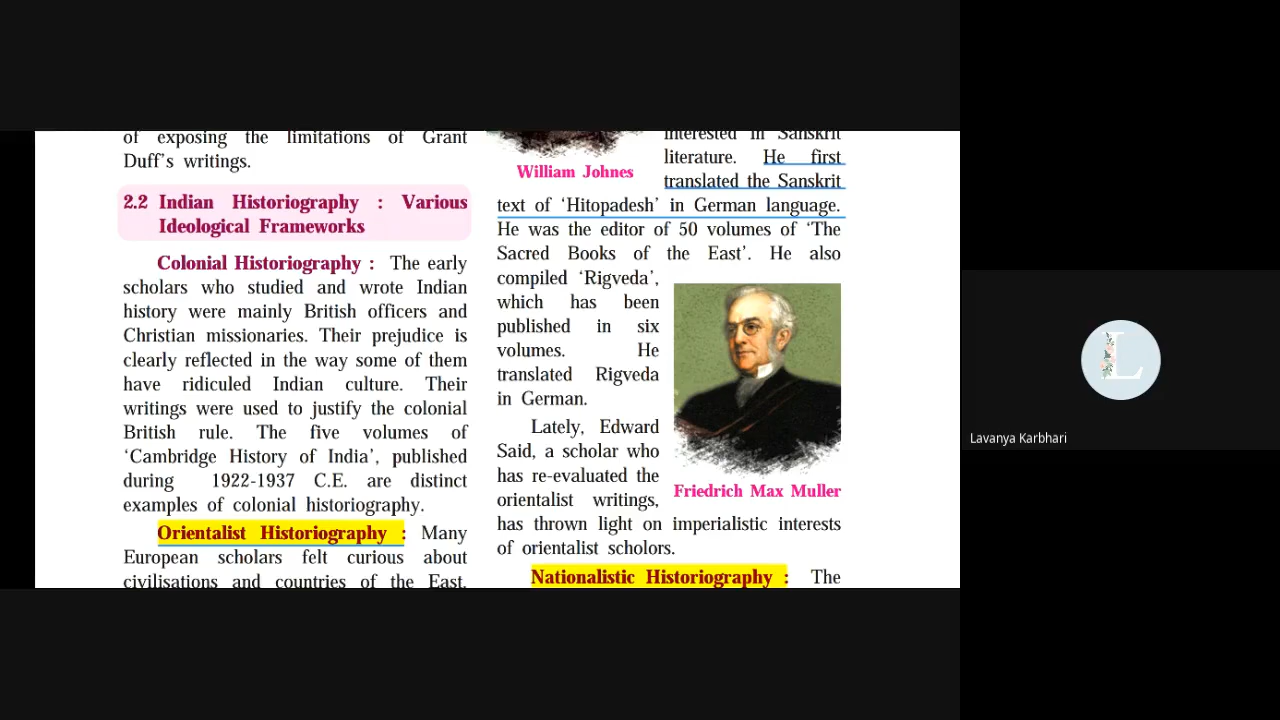 of exposing the limitations of Grant
Duff's writings.
2.2 Indian Historiography : Various
Ideological Frameworks
Colonial Historiography : The early
scholars who studied and wrote Indian
history were mainly British officers and
Christian missionaries. Their prejudice is
clearly reflected in the way some of them
have ridiculed Indian culture. Their
writings were used to justify the colonial
British rule. The five volumes of
‘Cambridge History of India’, published
during 1922-1937 C.E. are distinct
examples of colonial historiography.
Orientalist Historiography : Many
European scholars felt curious about
civilisations and countries of the East.
William Johnes
interested in Sanskrit
literature. He first
translated the Sanskrit
text of ‘Hitopadesh’ in German language.
He was the editor of 50 volumes of ‘The
Sacred Books of the East’. He also
compiled ‘Rigveda’,
which has been
published in six
volumes. He
translated Rigveda
in German.
Lately, Edward
Said, a scholar who
has re-evaluated the
orientalist writings,
Friedrich Max Muller
has thrown light on imperialistic interests
of orientalist scholors.
Nationalistic Historiography : The
L
Lavanya Karbhari